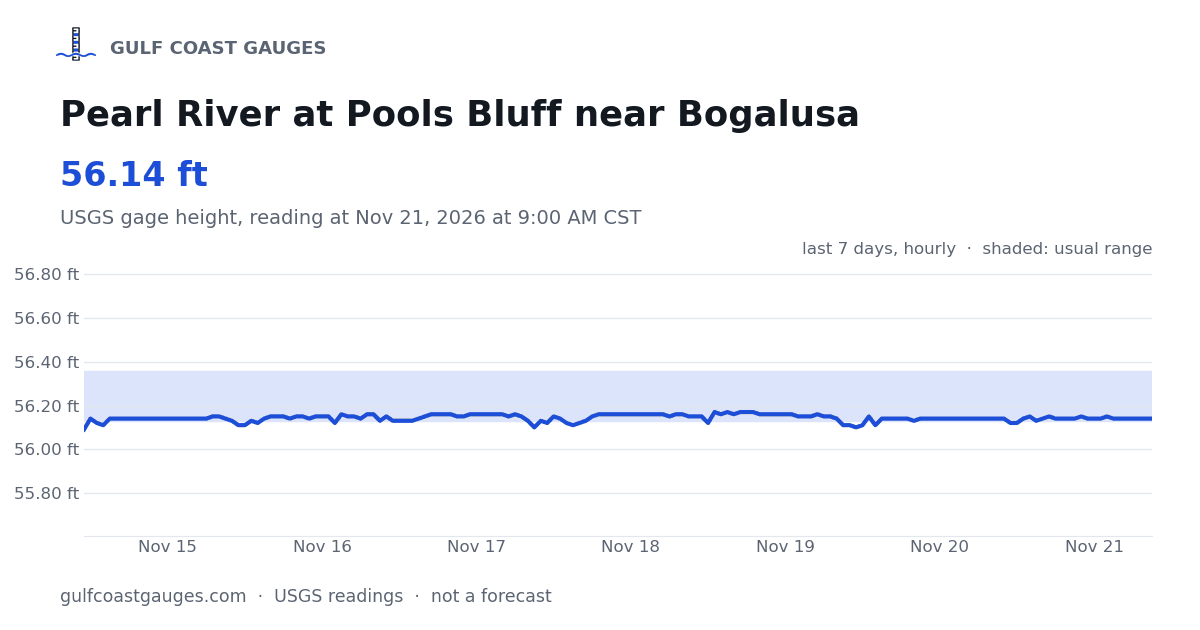 GULF COAST GAUGES
Pearl River at Pools Bluff near Bogalusa
56.14 ft
USGS gage height, reading at Nov 21, 2026 at 9:00 AM CST
last 7 days, hourly · shaded: usual range
56.80 ft
56.60 ft
56.40 ft
56.20 ft
56.00 ft
55.80 ft
Nov 15 Nov 16 Nov 17 Nov 18 Nov 19 Nov 20 Nov 21
gulfcoastgauges.com · USGS readings · not a forecast